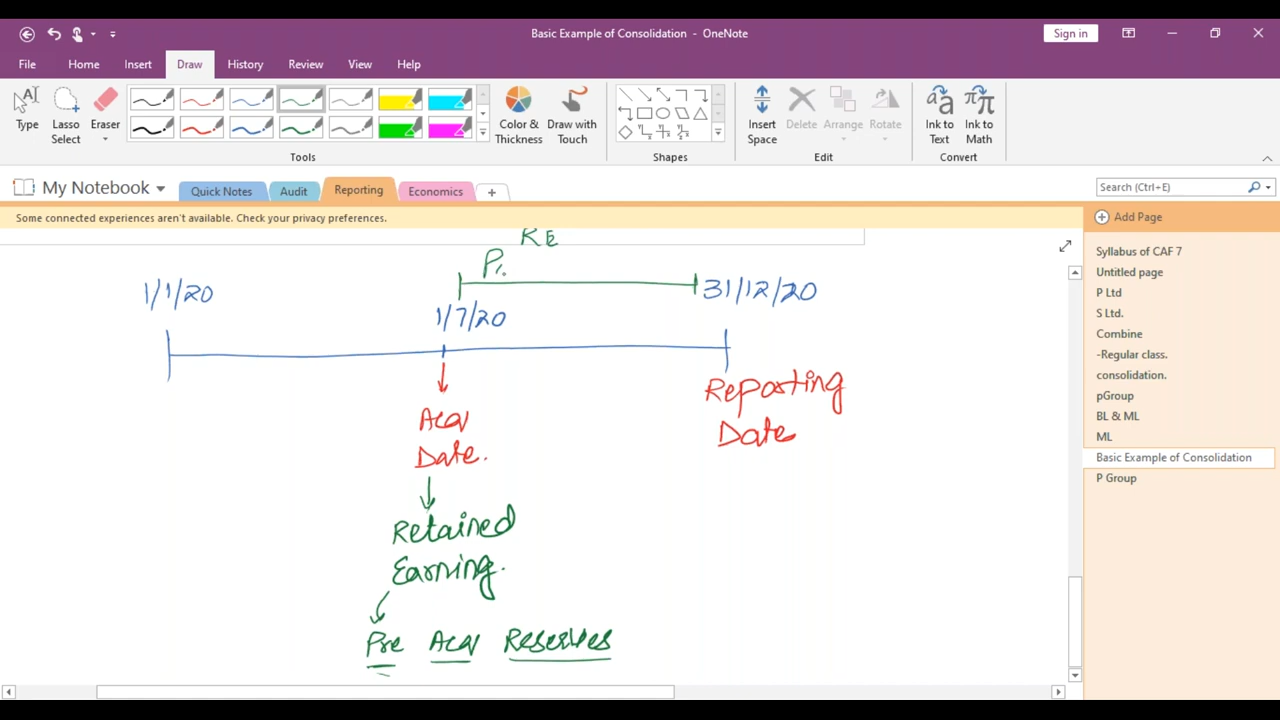 Basic Example of Consolidation - OneNote
Sign in
File Home Insert Draw History Review View Help
Type
Lasso Select
Eraser
Color & Thickness
Draw with Touch
Insert Space
Delete
Arrange
Rotate
Ink to Text
Ink to Math
Tools
Shapes
Edit
Convert
My Notebook
Quick Notes
Audit
Reporting
Economics
Search (Ctrl+E)
Some connected experiences aren't available. Check your privacy preferences.
Add Page
Syllabus of CAF 7
Untitled page
P Ltd
S Ltd.
Combine
-Regular class.
consolidation.
pGroup
BL & ML
ML
Basic Example of Consolidation
P Group
RE
1/1/20
1/7/20
31/12/20
Acq
Date.
Reporting
Date
Retained
Earning.
Pre Acq Reserves